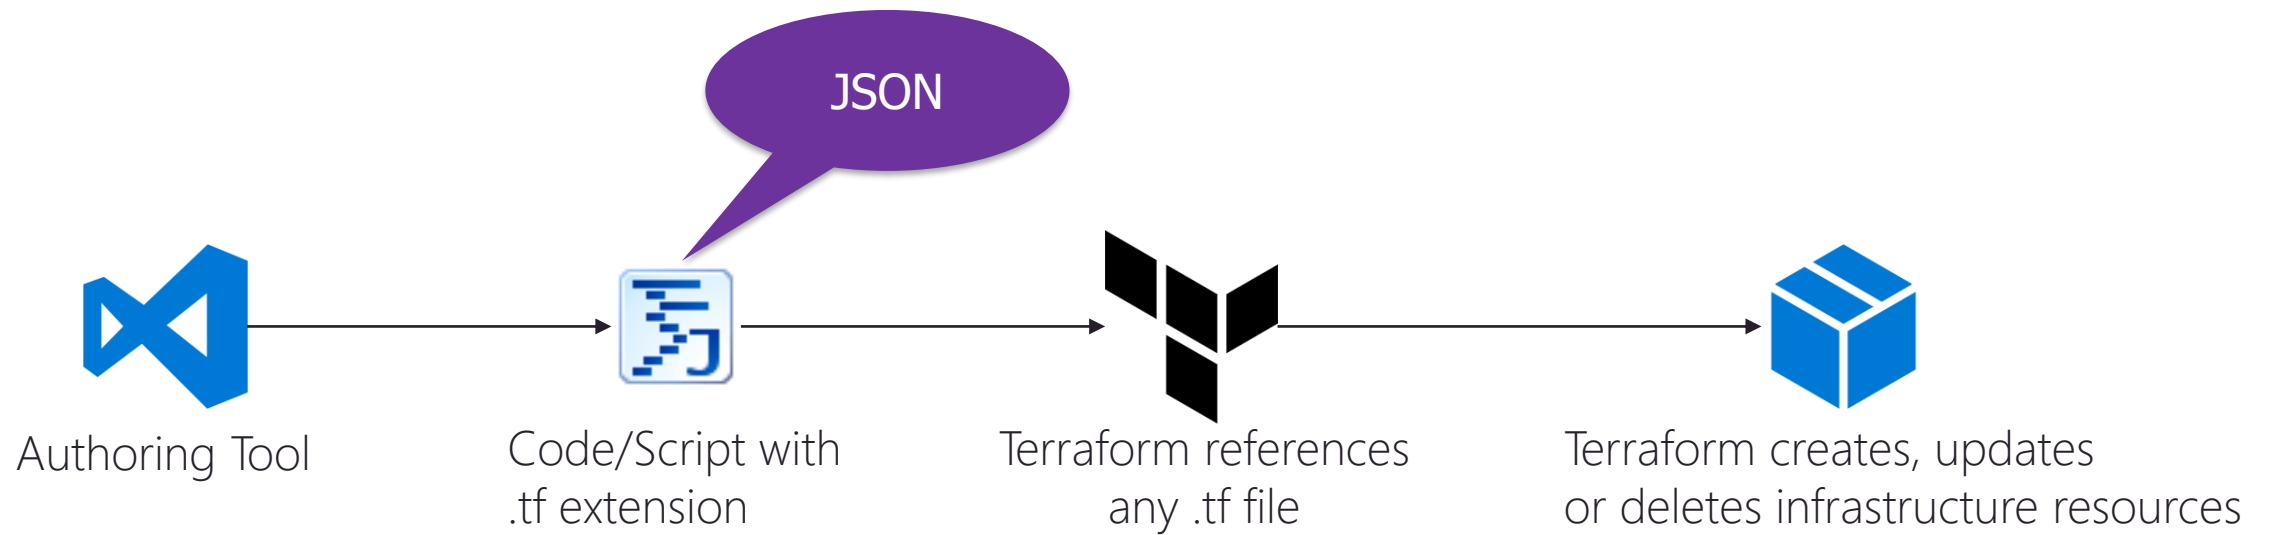 JSON
Authoring Tool
Code/Script with
.tf extension
Terraform references
any .tf file
Terraform creates, updates
or deletes infrastructure resources